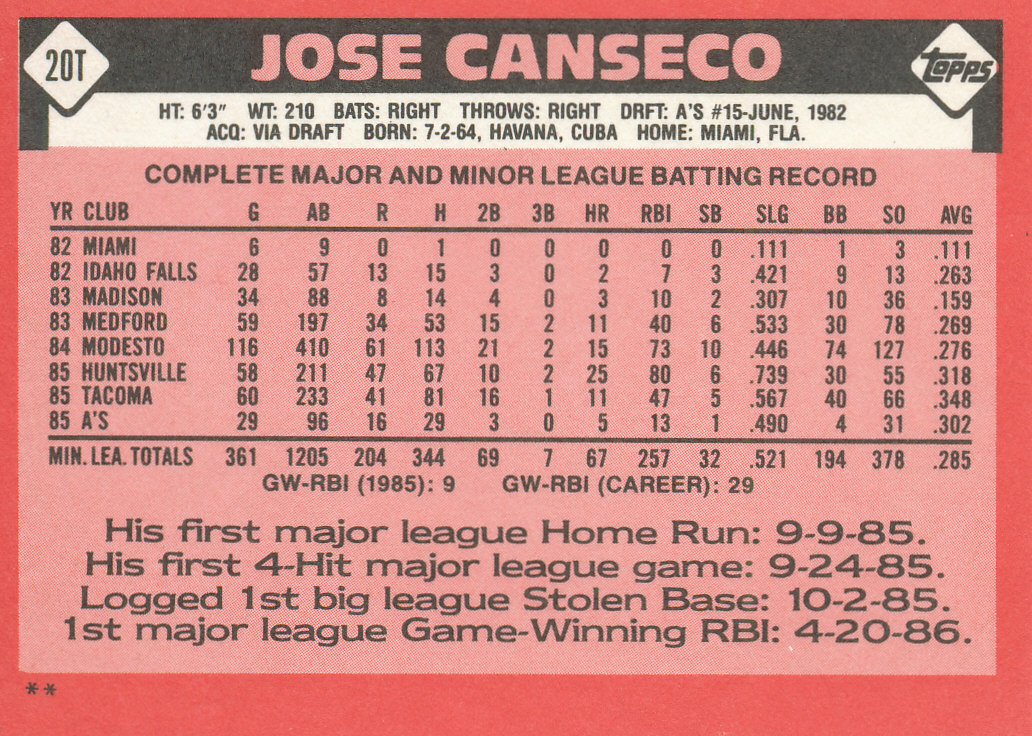 20T JOSE CANSECO topps
HT: 6'3" WT: 210 BATS: RIGHT THROWS: RIGHT DRFT: A'S #15-JUNE, 1982
ACQ: VIA DRAFT BORN: 7-2-64, HAVANA, CUBA HOME: MIAMI, FLA.
COMPLETE MAJOR AND MINOR LEAGUE BATTING RECORD
YR CLUB G AB R H 2B 3B HR RBI SB SLG BB SO AVG
82 MIAMI 6 9 0 1 0 0 0 0 0 .111 1 3 .111
82 IDAHO FALLS 28 57 13 15 3 0 2 7 3 .421 9 13 .263
83 MADISON 34 88 8 14 4 0 3 10 2 .307 10 36 .159
83 MEDFORD 59 197 34 53 15 2 11 40 6 .533 30 78 .269
84 MODESTO 116 410 61 113 21 2 15 73 10 .446 74 127 .276
85 HUNTSVILLE 58 211 47 67 10 2 25 80 6 .739 30 55 .318
85 TACOMA 60 233 41 81 16 1 11 47 5 .567 40 66 .348
85 A'S 29 96 16 29 3 0 5 13 1 .490 4 31 .302
MIN. LEA. TOTALS 361 1205 204 344 69 7 67 257 32 .521 194 378 .285
GW-RBI (1985): 9 GW-RBI (CAREER): 29
His first major league Home Run: 9-9-85.
His first 4-Hit major league game: 9-24-85.
Logged 1st big league Stolen Base: 10-2-85.
1st major league Game-Winning RBI: 4-20-86.
**